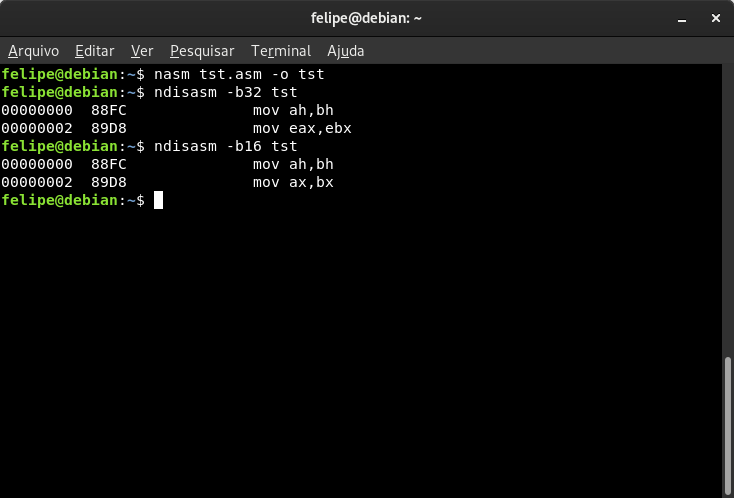 felipe@debian: ~
Arquivo Editar Ver Pesquisar Terminal Ajuda
felipe@debian:~$ nasm tst.asm -o tst
felipe@debian:~$ ndisasm -b32 tst
00000000  88FC              mov ah,bh
00000002  89D8              mov eax,ebx
felipe@debian:~$ ndisasm -b16 tst
00000000  88FC              mov ah,bh
00000002  89D8              mov ax,bx
felipe@debian:~$